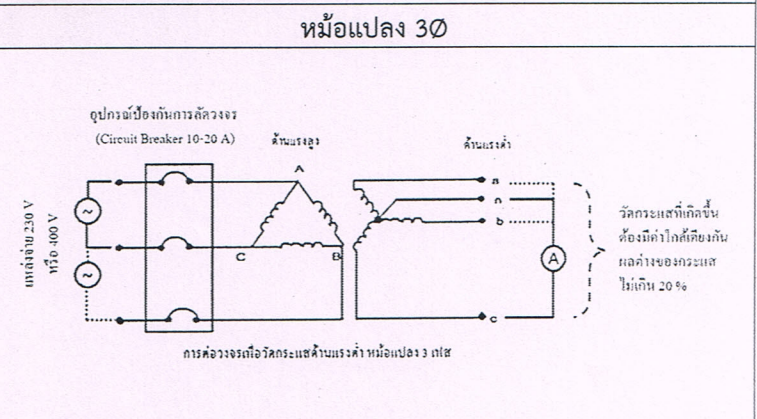 หม้อแปลง 3Ø
อุปกรณ์ป้องกันการลัดวงจร
(Circuit Breaker 10-20 A)
ด้านแรงสูง
ด้านแรงต่ำ
A
C
B
a
n
b
c
A
~
~
แหล่งจ่าย 230 V
หรือ 400 V
วัดกระแสที่เกิดขึ้น
ต้องมีค่าใกล้เคียงกัน
ผลต่างของกระแส
ไม่เกิน 20 %
การต่อวงจรเพื่อวัดกระแสด้านแรงต่ำ หม้อแปลง 3 เฟส